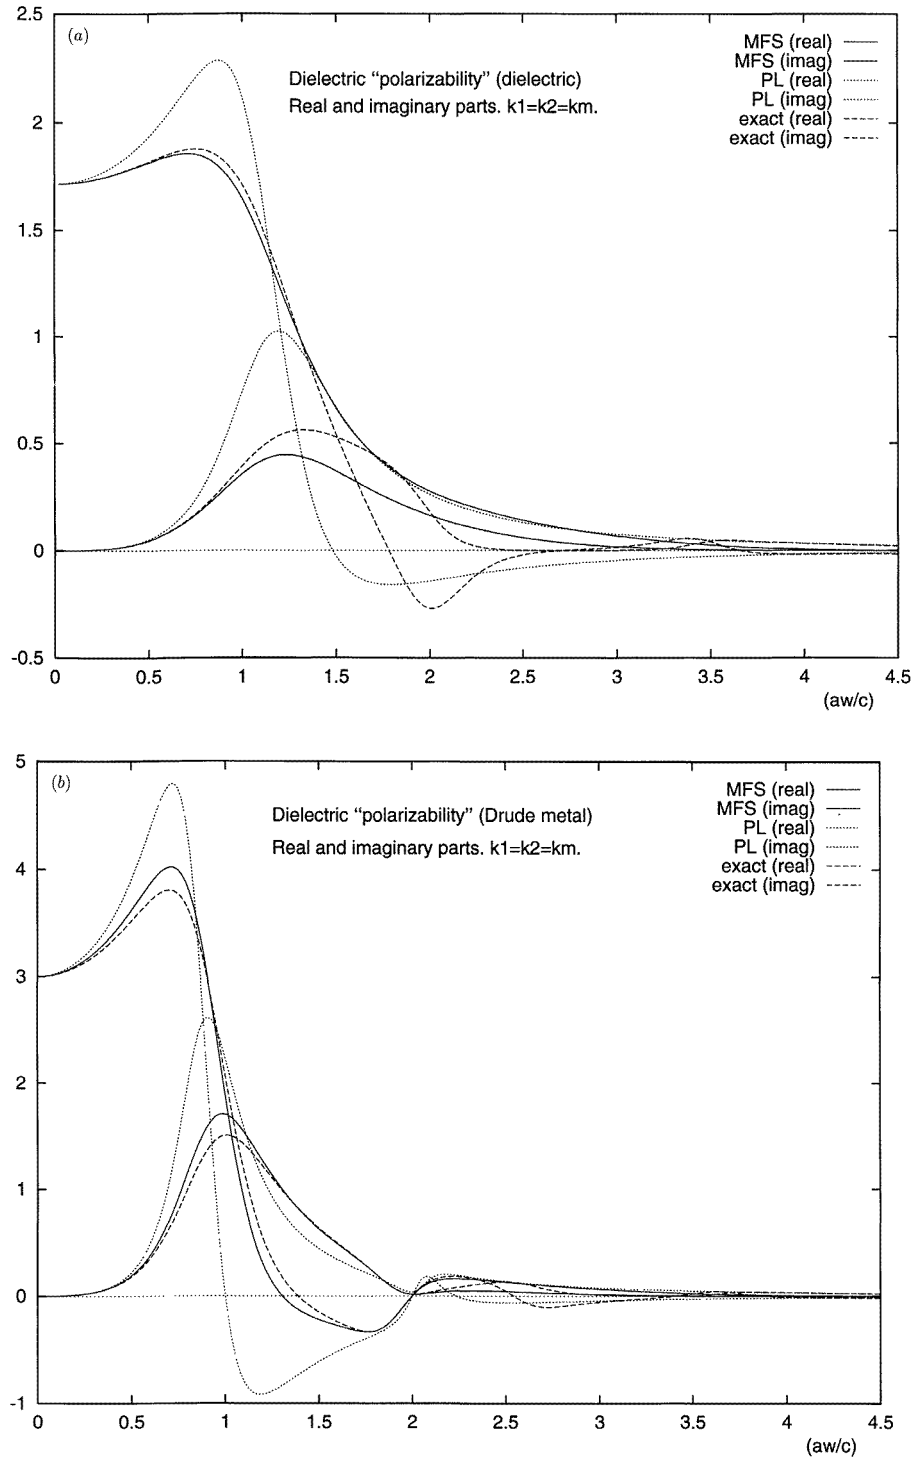 (a)
Dielectric “polarizability” (dielectric)
Real and imaginary parts. k1=k2=km.
MFS (real)
MFS (imag)
PL (real)
PL (imag)
exact (real)
exact (imag)
2.5
2
1.5
1
0.5
0
-0.5
0 0.5 1 1.5 2 2.5 3 3.5 4 4.5
(aw/c)
(b)
Dielectric “polarizability” (Drude metal)
Real and imaginary parts. k1=k2=km.
MFS (real)
MFS (imag)
PL (real)
PL (imag)
exact (real)
exact (imag)
5
4
3
2
1
0
-1
0 0.5 1 1.5 2 2.5 3 3.5 4 4.5
(aw/c)